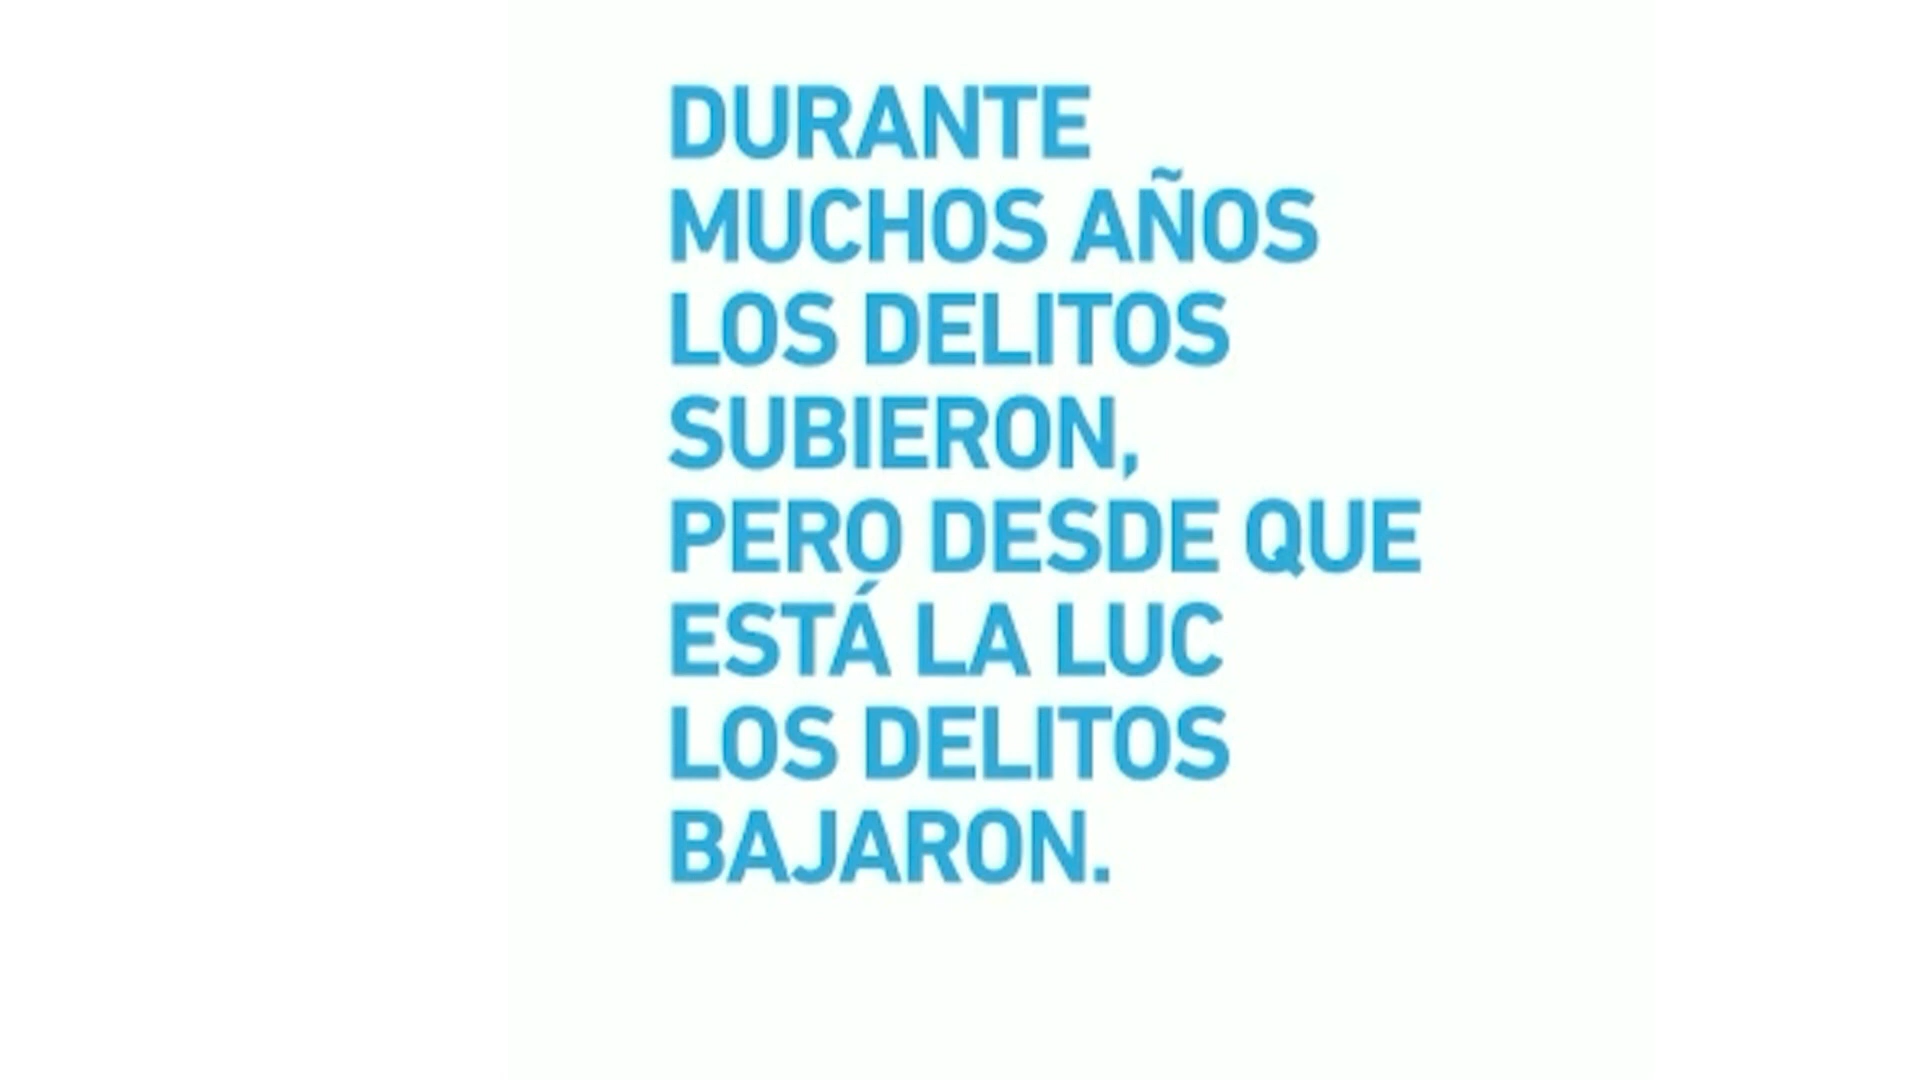 DURANTE
MUCHOS AÑOS
LOS DELITOS
SUBIERON,
PERO DESDE QUE
ESTÁ LA LUC
LOS DELITOS
BAJARON.